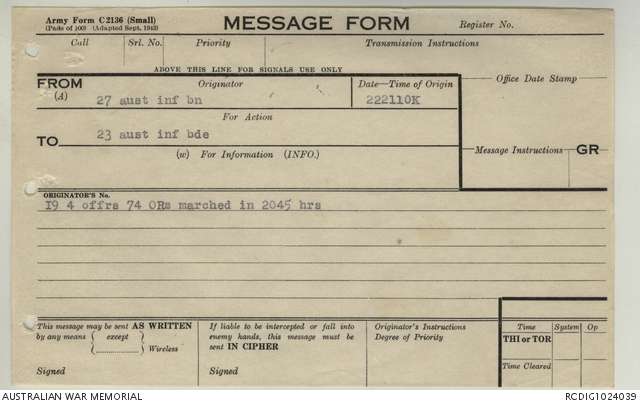 Army Form C 2136 (Small)
(Pads of 100) (Adapted Sept., 1943)
MESSAGE FORM
Register No.
Call Srl. No. Priority Transmission Instructions
ABOVE THIS LINE FOR SIGNALS USE ONLY
FROM Originator Date—Time of Origin Office Date Stamp
(A) 27 aust inf bn 222110K
For Action
TO 23 aust inf bde
(w) For Information (INFO.) Message Instructions GR
ORIGINATOR'S No.
I9 4 offrs 74 ORs marched in 2045 hrs
This message may be sent AS WRITTEN
by any means ( except )
( ............... ) Wireless
Signed
If liable to be intercepted or fall into
enemy hands, this message must be
sent IN CIPHER
Signed
Originator's Instructions
Degree of Priority
Time System Op
THI or TOR
Time Cleared
AUSTRALIAN WAR MEMORIAL RCDIG1024039